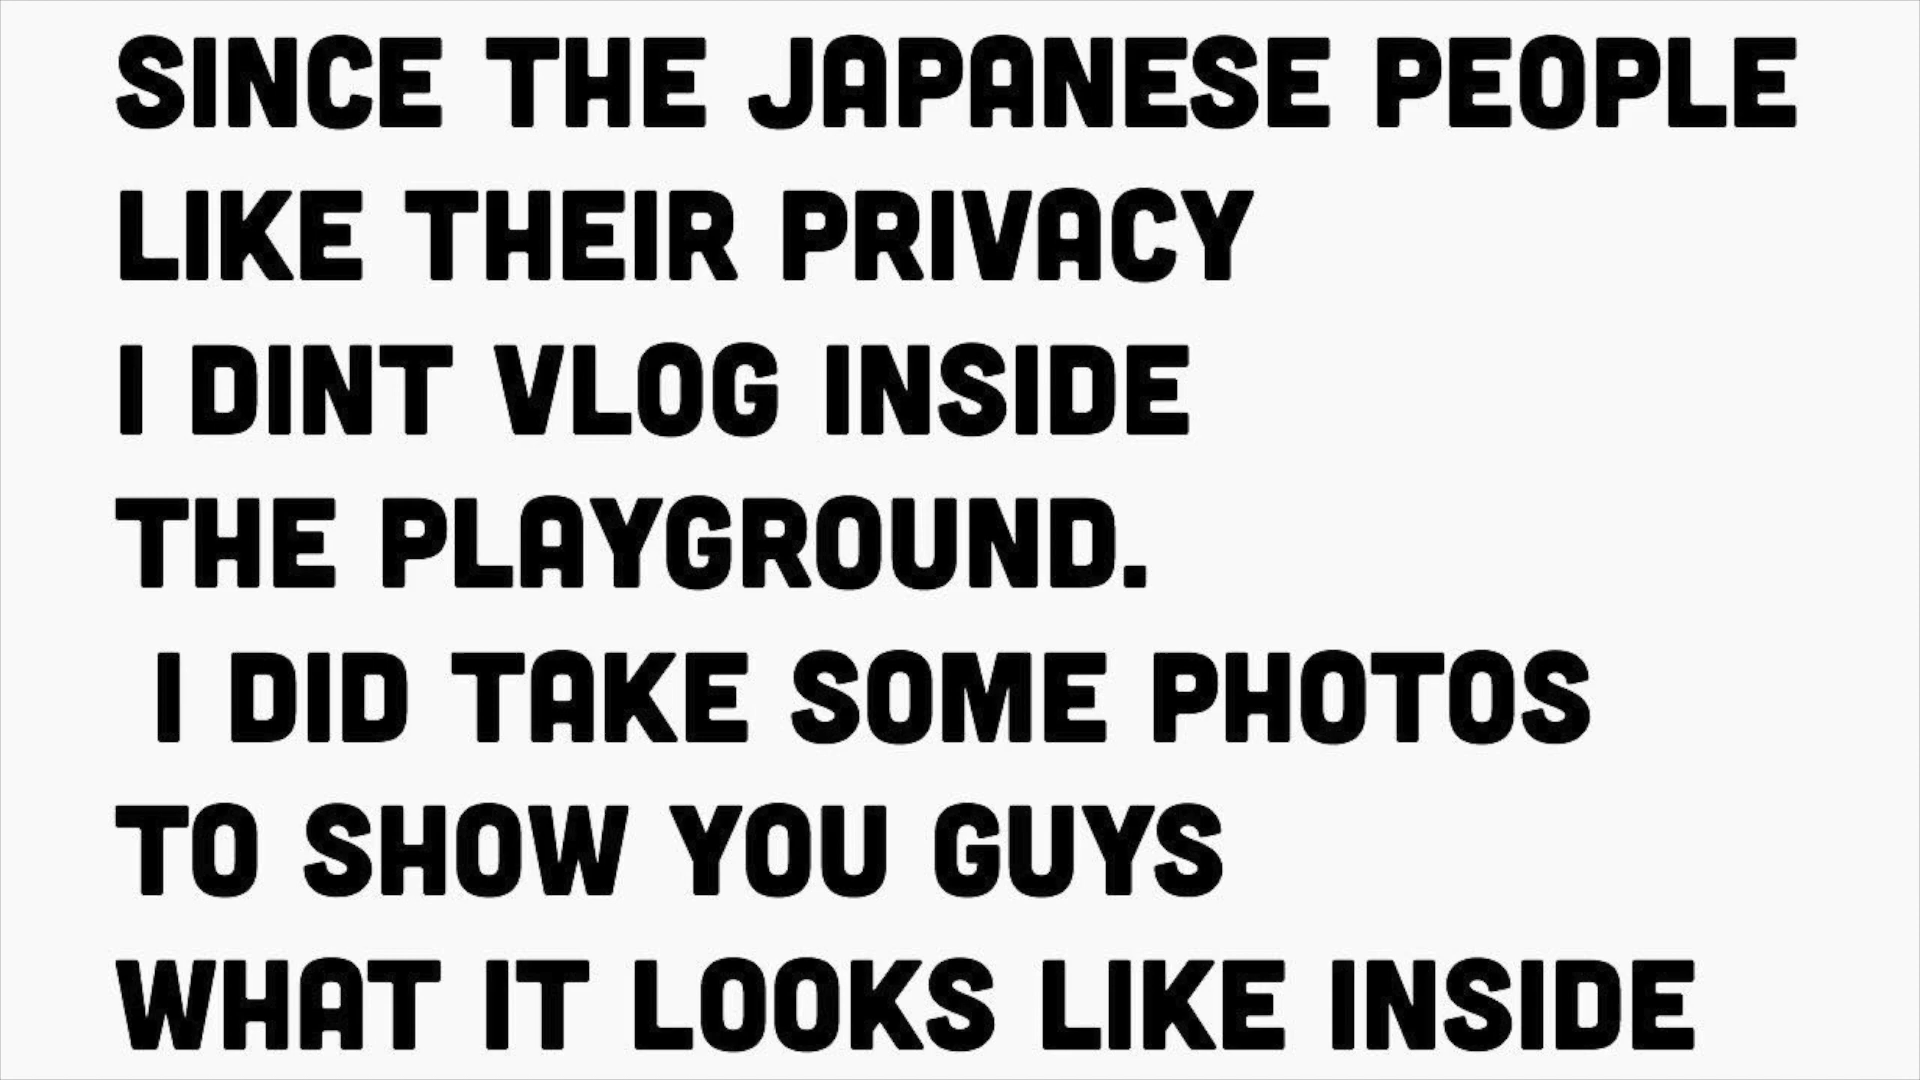 SINCE THE JAPANESE PEOPLE
LIKE THEIR PRIVACY
I DINT VLOG INSIDE
THE PLAYGROUND.
I DID TAKE SOME PHOTOS
TO SHOW YOU GUYS
WHAT IT LOOKS LIKE INSIDE